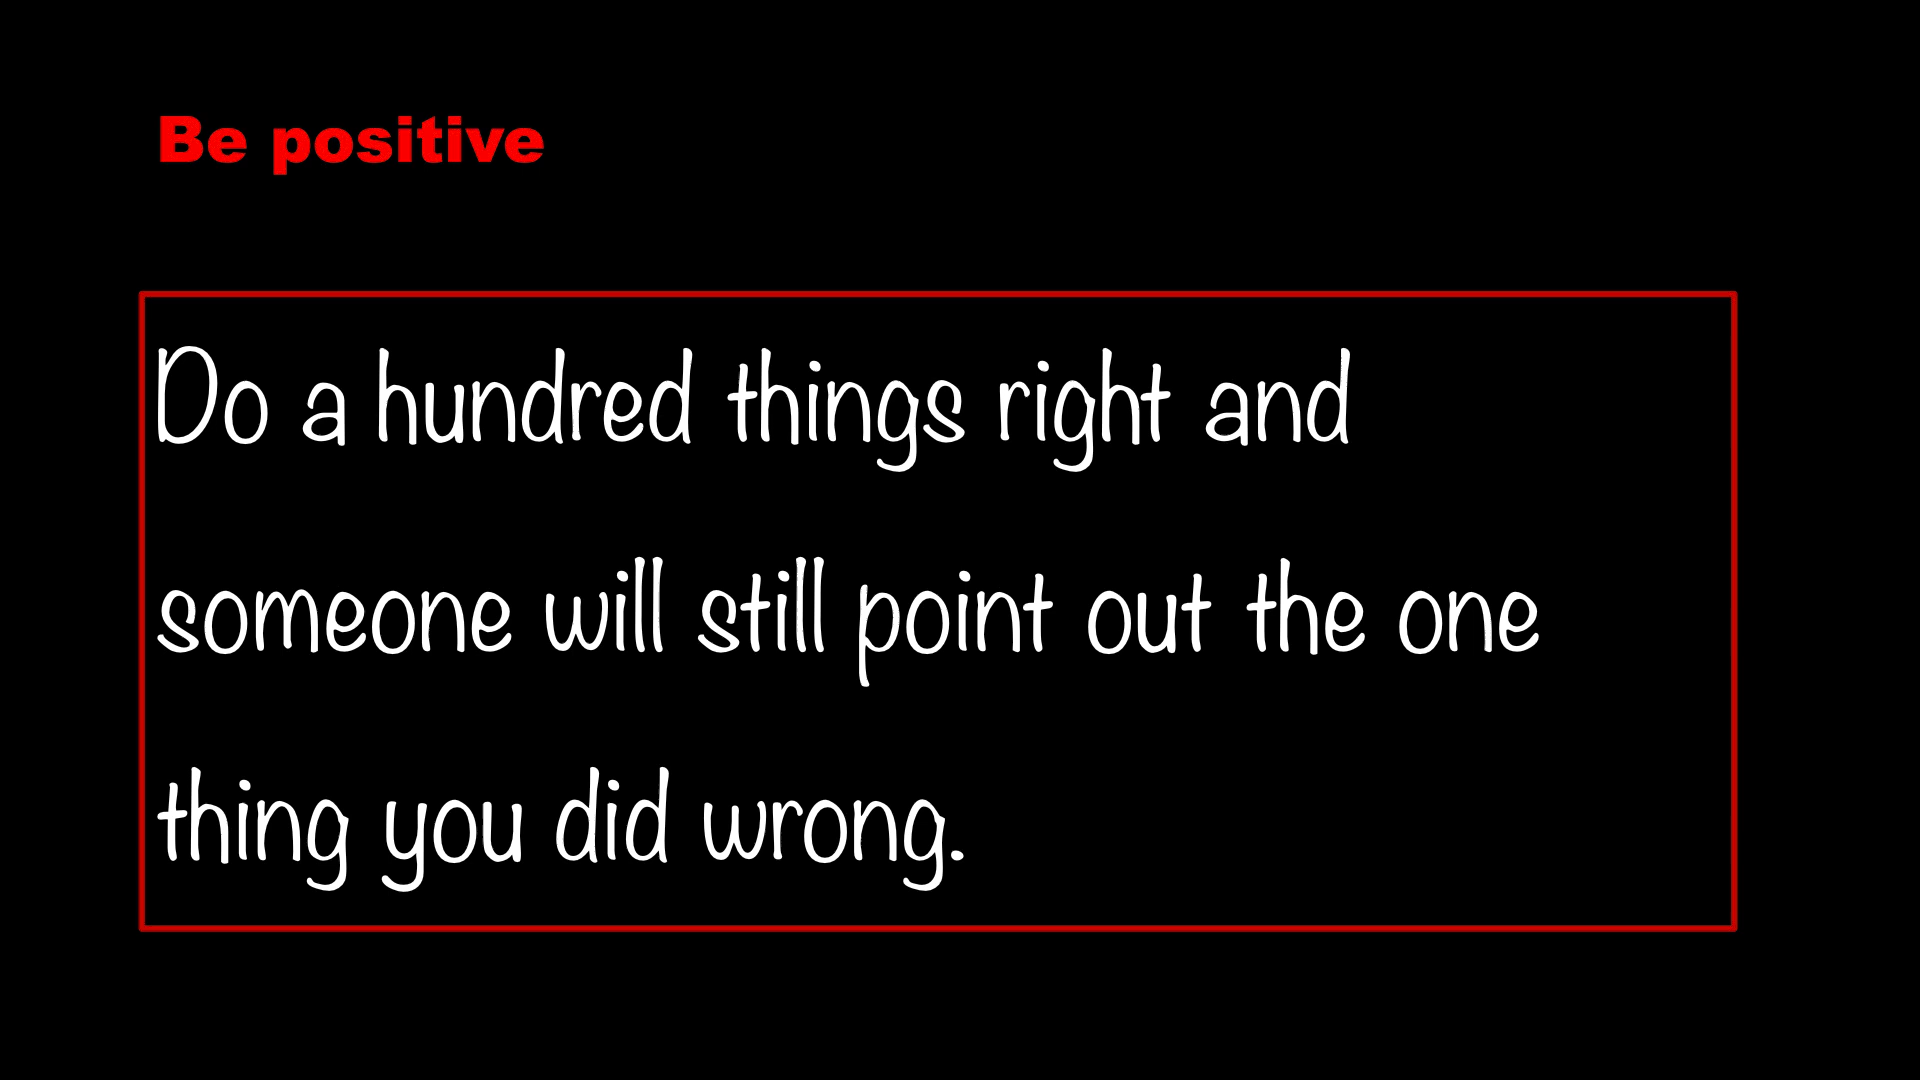 Be positive
Do a hundred things right and
someone will still point out the one
thing you did wrong.